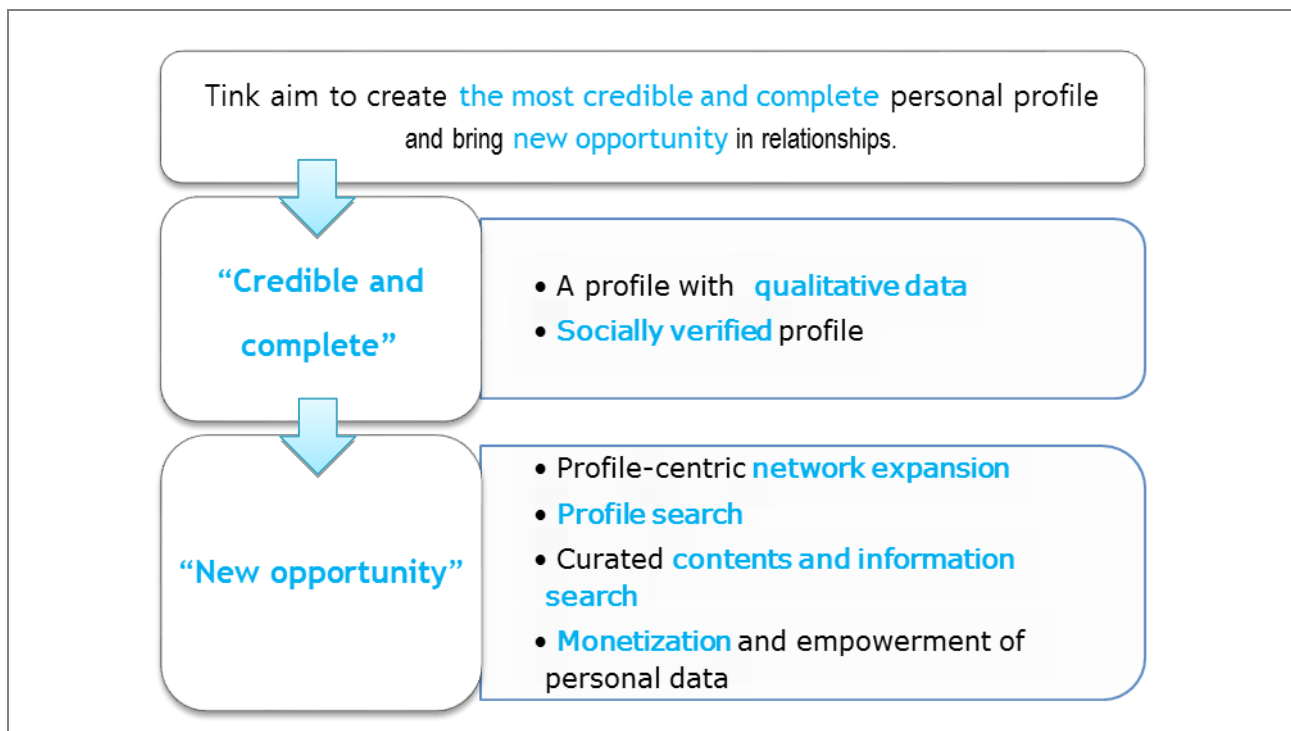 Tink aim to create the most credible and complete personal profile
and bring new opportunity in relationships.
“Credible and
complete”
• A profile with qualitative data
• Socially verified profile
“New opportunity”
• Profile-centric network expansion
• Profile search
• Curated contents and information
search
• Monetization and empowerment of
personal data